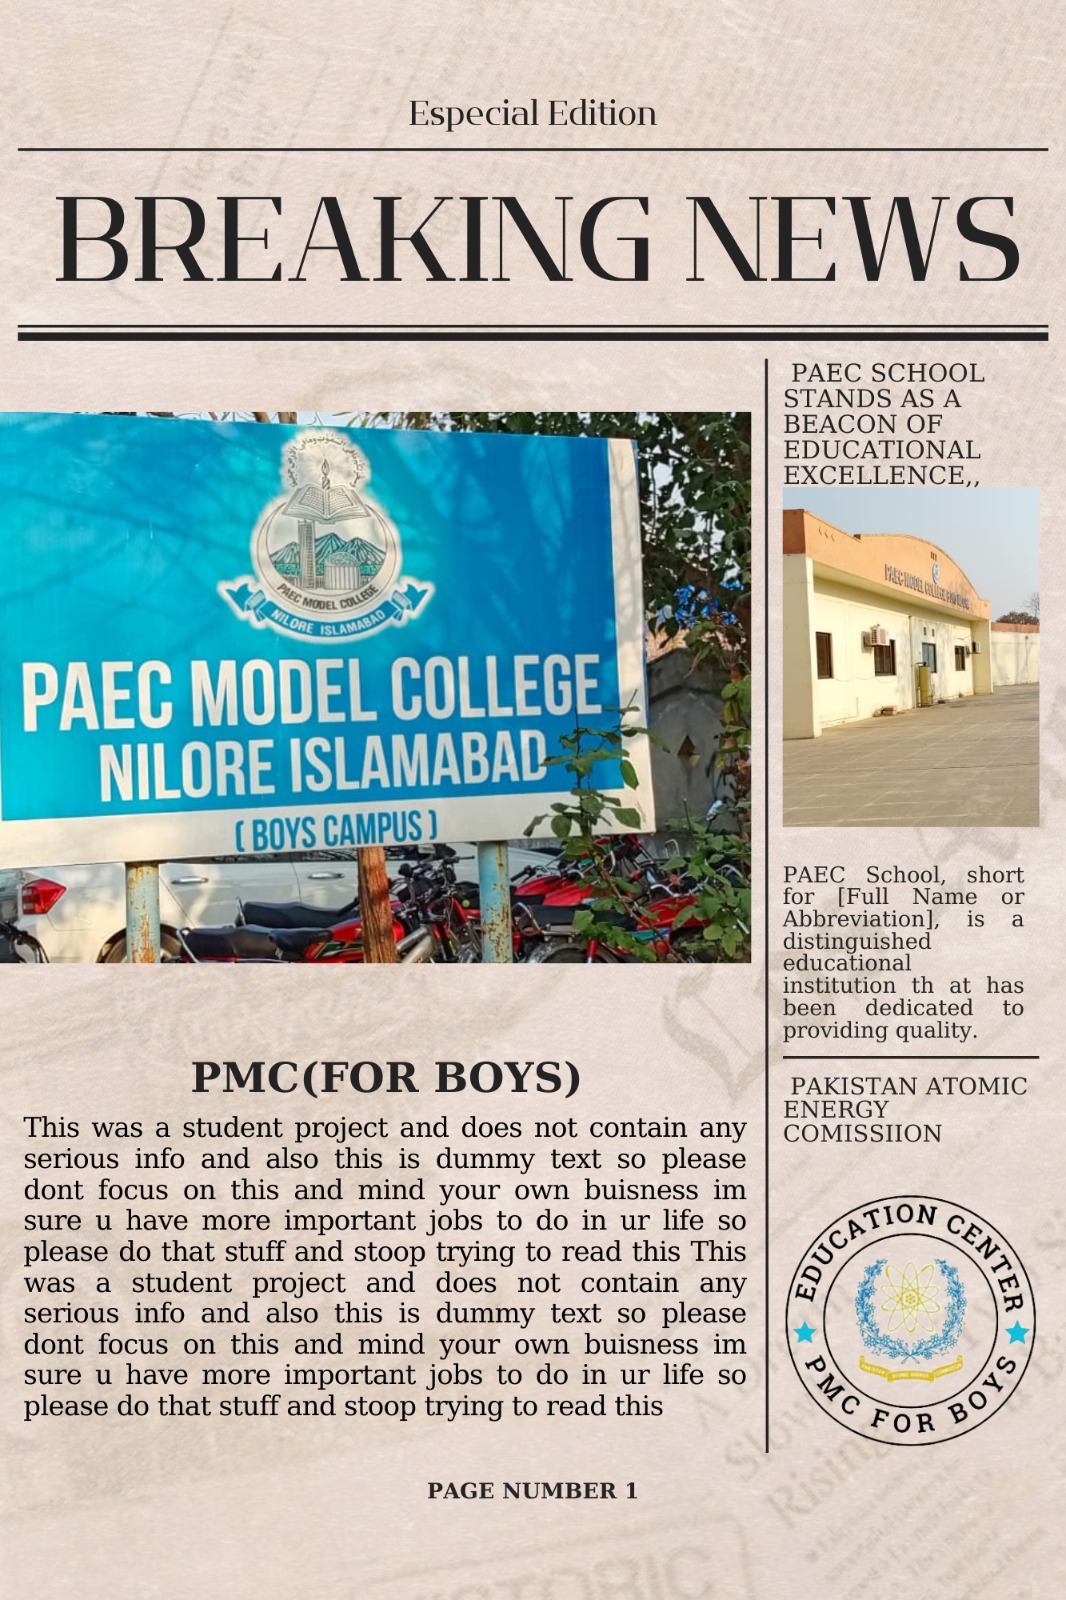 Especial Edition
BREAKING NEWS
PAEC MODEL COLLEGE
NILORE ISLAMABAD
PAEC MODEL COLLEGE
NILORE ISLAMABAD
( BOYS CAMPUS )
PMC(FOR BOYS)
This was a student project and does not contain any
serious info and also this is dummy text so please
dont focus on this and mind your own buisness im
sure u have more important jobs to do in ur life so
please do that stuff and stoop trying to read this This
was a student project and does not contain any
serious info and also this is dummy text so please
dont focus on this and mind your own buisness im
sure u have more important jobs to do in ur life so
please do that stuff and stoop trying to read this
PAEC SCHOOL
STANDS AS A
BEACON OF
EDUCATIONAL
EXCELLENCE,,
PAEC MODEL COLLEGE
PAEC School, short
for [Full Name or
Abbreviation], is a
distinguished
educational
institution th at has
been dedicated to
providing quality.
PAKISTAN ATOMIC
ENERGY
COMISSIION
EDUCATION CENTER
PMC FOR BOYS
PAGE NUMBER 1